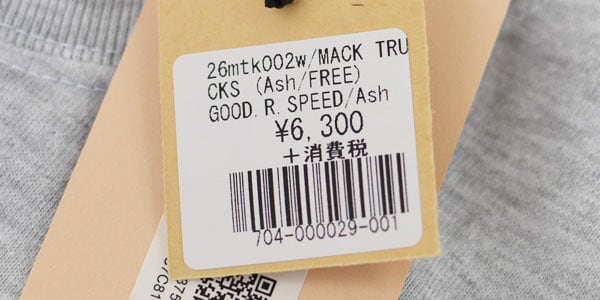 26mtk002w/MACK TRU
CKS (Ash/FREE)
GOOD.R.SPEED/Ash
¥6,300
+消費税
704-000029-001